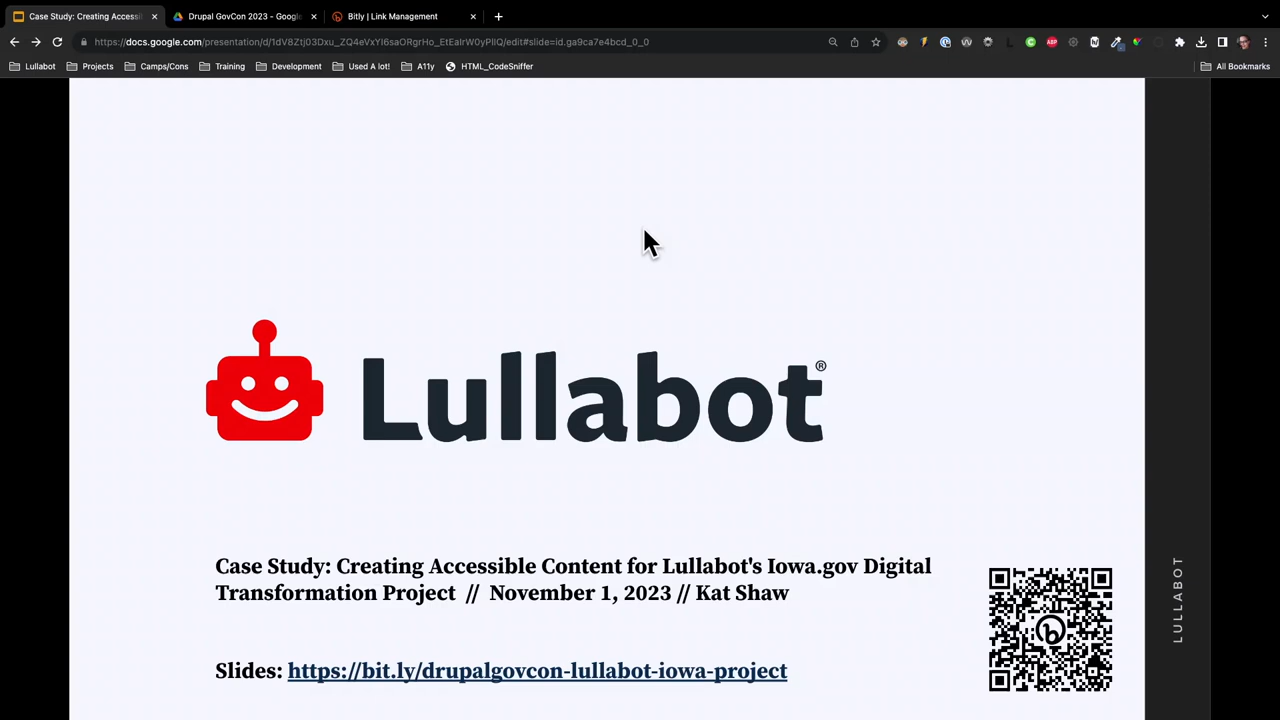 Case Study: Creating Accessi
Drupal GovCon 2023 - Google
Bitly | Link Management
https://docs.google.com/presentation/d/1dV8Ztj03Dxu_ZQ4eVxYl6saORgrHo_EtEalrW0yPlIQ/edit#slide=id.ga9ca7e4bcd_0_0
Lullabot Projects Camps/Cons Training Development Used A lot! A11y HTML_CodeSniffer All Bookmarks
Lullabot®
Case Study: Creating Accessible Content for Lullabot's Iowa.gov Digital
Transformation Project // November 1, 2023 // Kat Shaw
Slides: https://bit.ly/drupalgovcon-lullabot-iowa-project
LULLABOT